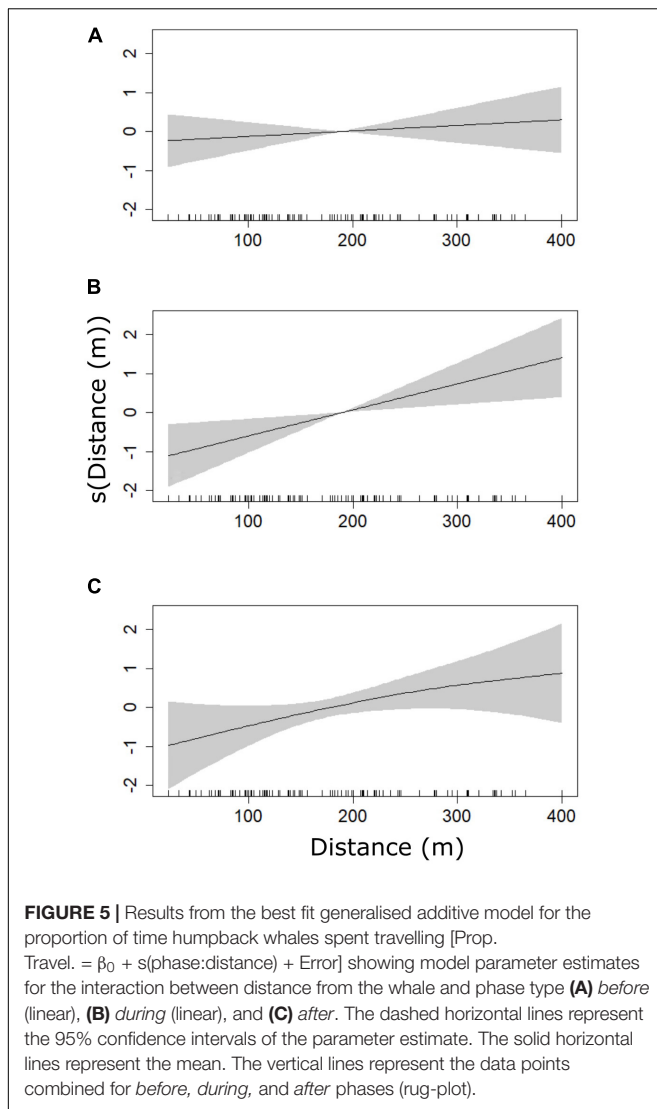 A
2
1
0
-1
-2
100 200 300 400
B
2
1
0
-1
-2
100 200 300 400
s(Distance (m))
C
2
1
0
-1
-2
100 200 300 400
Distance (m)
FIGURE 5 | Results from the best fit generalised additive model for the
proportion of time humpback whales spent travelling [Prop.
Travel. = β0 + s(phase:distance) + Error] showing model parameter estimates
for the interaction between distance from the whale and phase type (A) before
(linear), (B) during (linear), and (C) after. The dashed horizontal lines represent
the 95% confidence intervals of the parameter estimate. The solid horizontal
lines represent the mean. The vertical lines represent the data points
combined for before, during, and after phases (rug-plot).